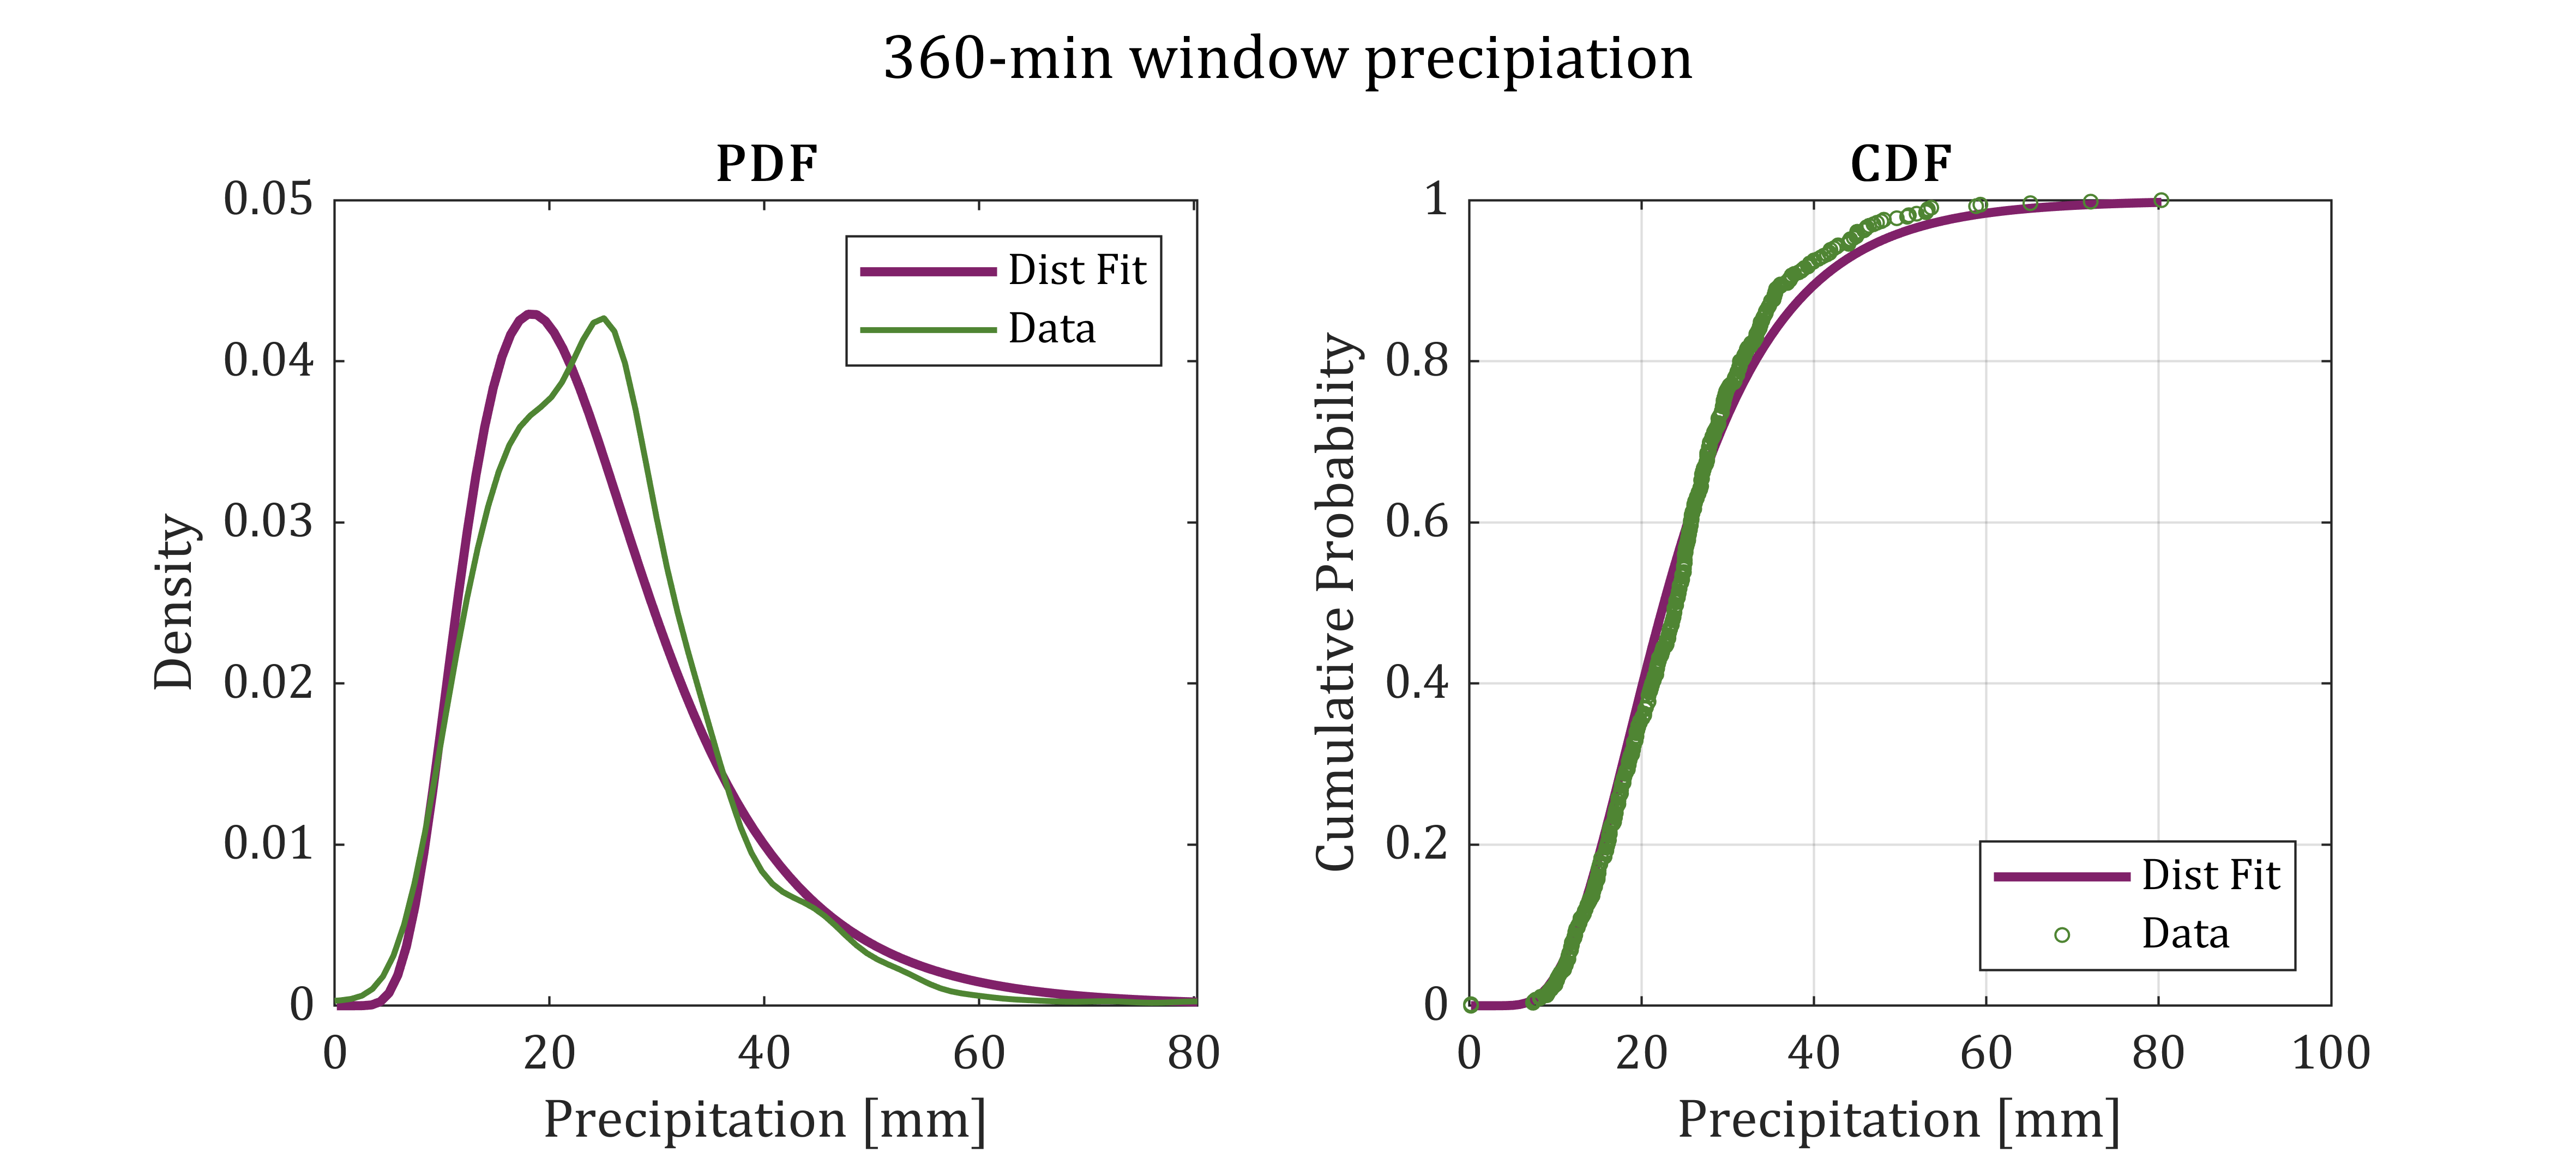 360-min window precipiation
PDF
0.05
0.04
0.03
0.02
0.01
0
Density
Dist Fit
Data
0 20 40 60 80
Precipitation [mm]
CDF
1
0.8
0.6
0.4
0.2
0
Cumulative Probability
Dist Fit
Data
0 20 40 60 80 100
Precipitation [mm]